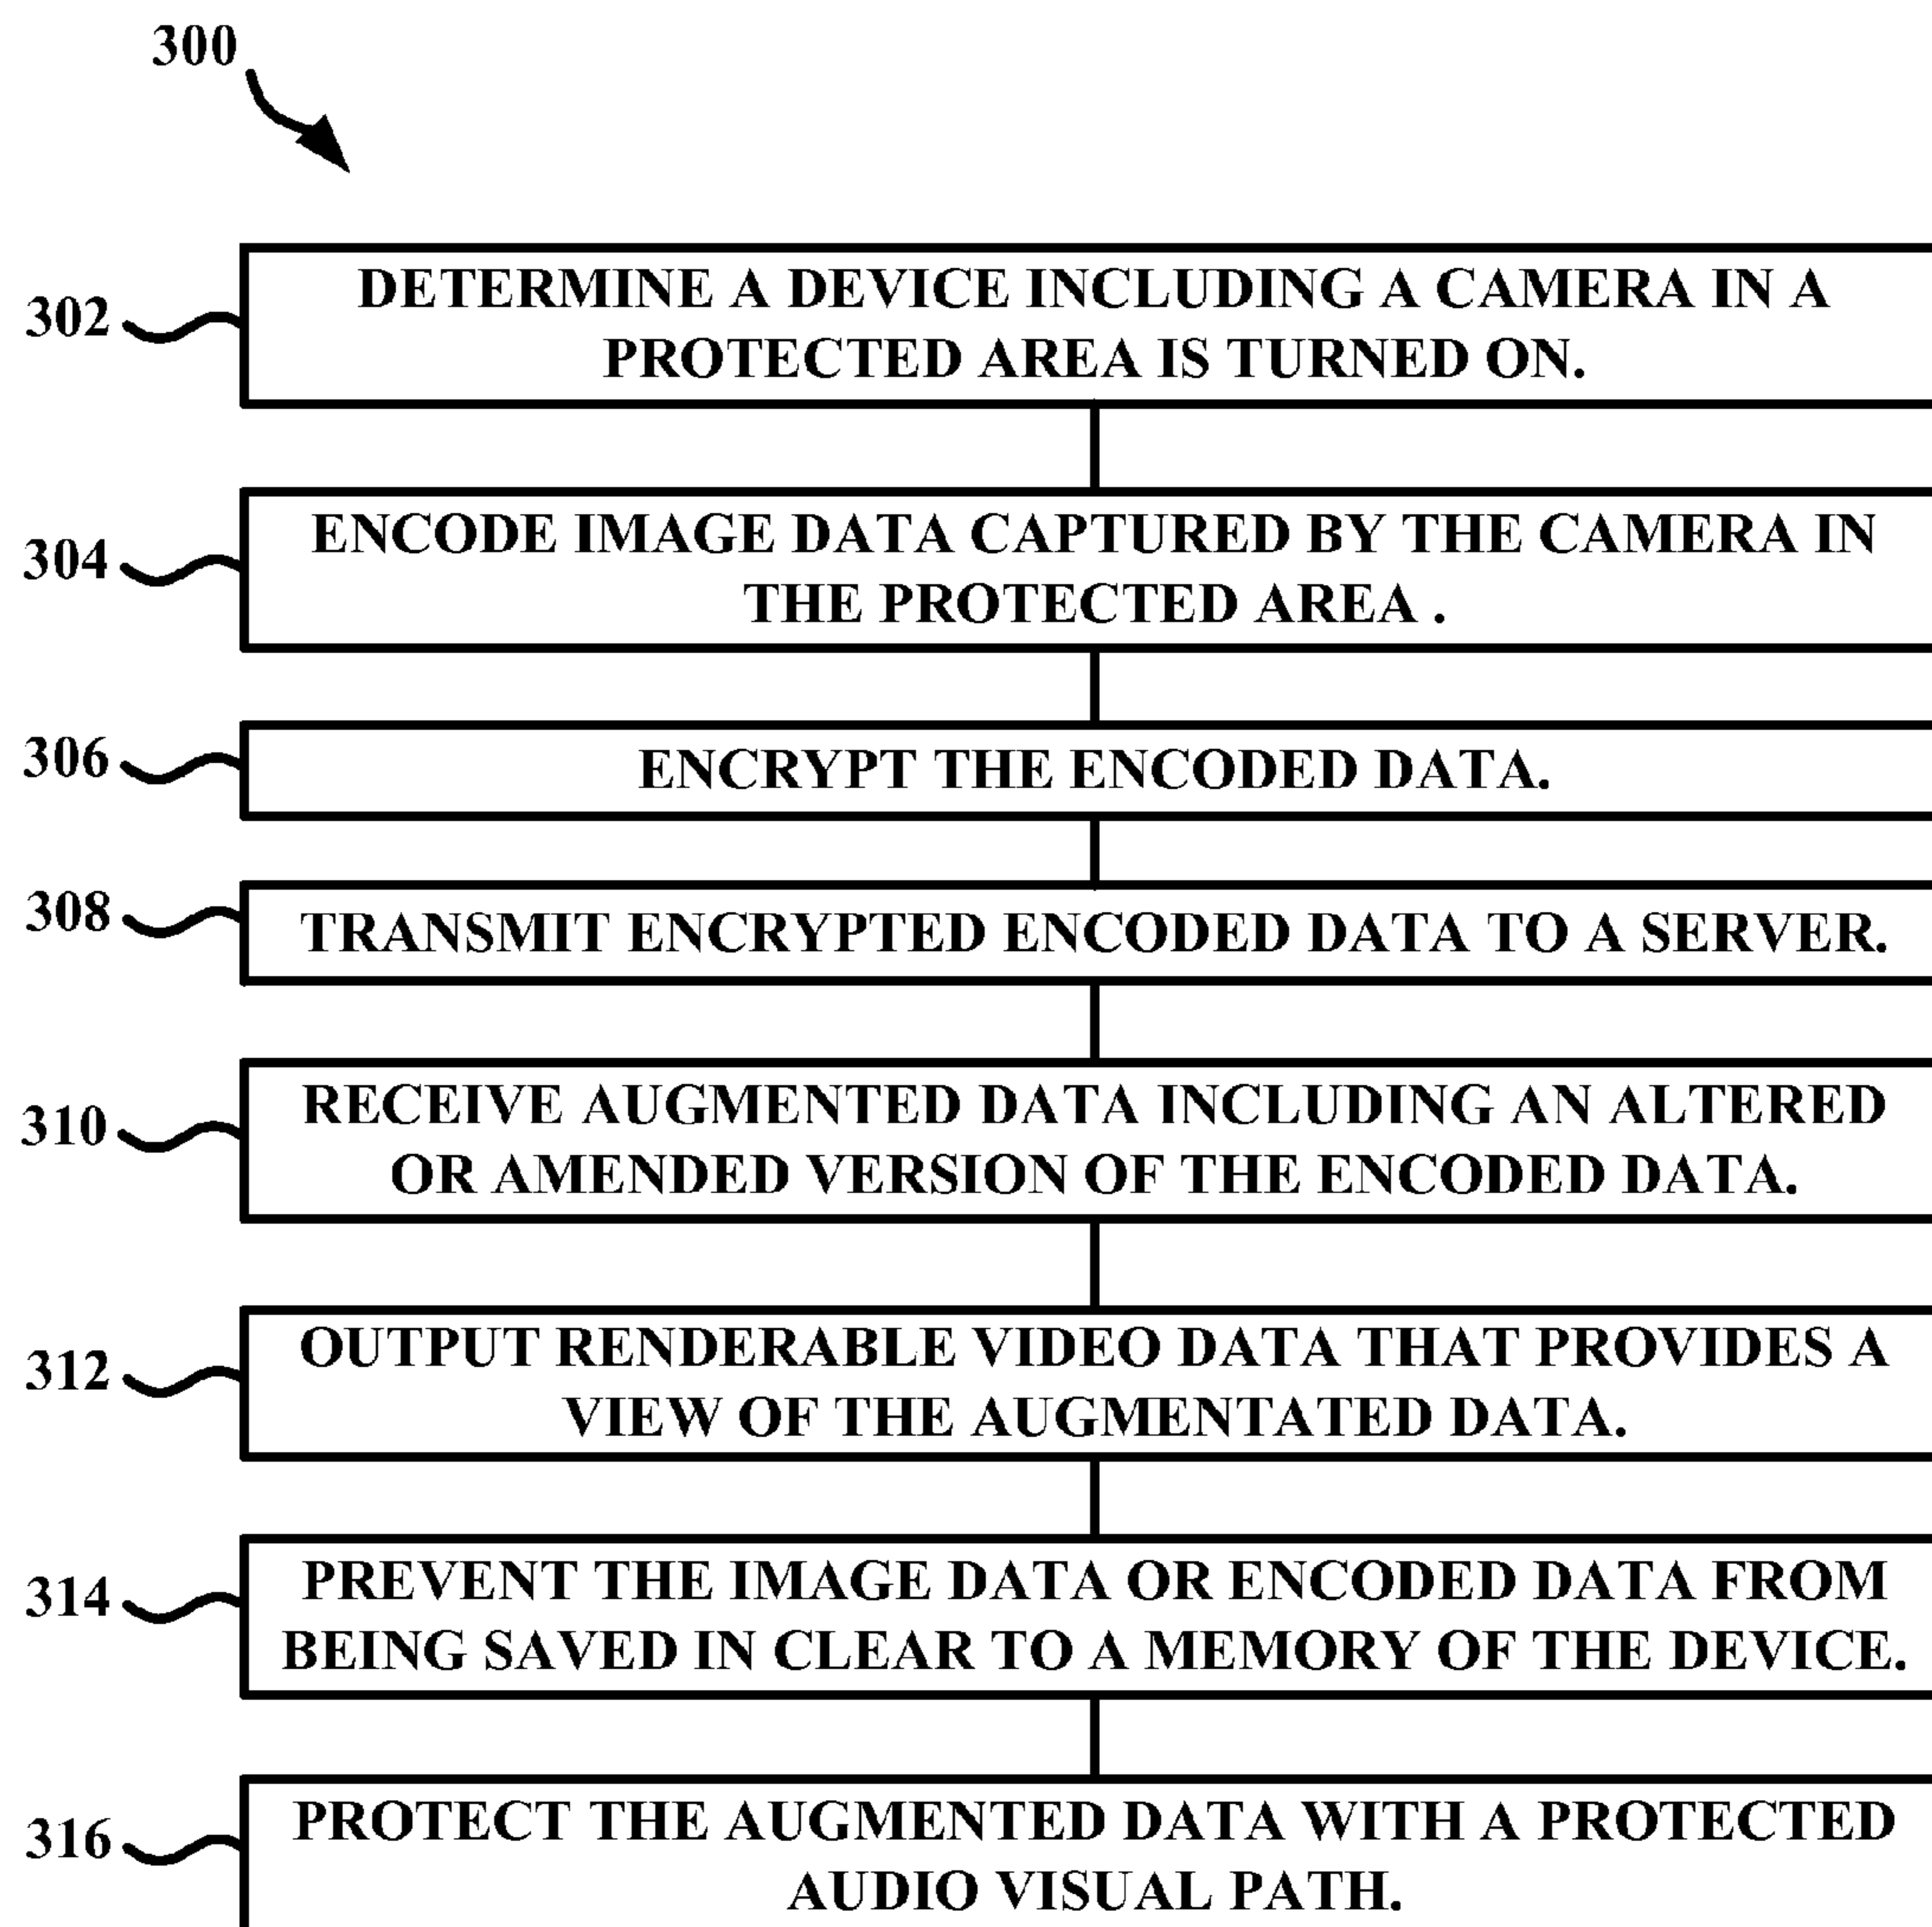 300
302
DETERMINE A DEVICE INCLUDING A CAMERA IN A
PROTECTED AREA IS TURNED ON.
304
ENCODE IMAGE DATA CAPTURED BY THE CAMERA IN
THE PROTECTED AREA .
306
ENCRYPT THE ENCODED DATA.
308
TRANSMIT ENCRYPTED ENCODED DATA TO A SERVER.
310
RECEIVE AUGMENTED DATA INCLUDING AN ALTERED
OR AMENDED VERSION OF THE ENCODED DATA.
312
OUTPUT RENDERABLE VIDEO DATA THAT PROVIDES A
VIEW OF THE AUGMENTATED DATA.
314
PREVENT THE IMAGE DATA OR ENCODED DATA FROM
BEING SAVED IN CLEAR TO A MEMORY OF THE DEVICE.
316
PROTECT THE AUGMENTED DATA WITH A PROTECTED
AUDIO VISUAL PATH.